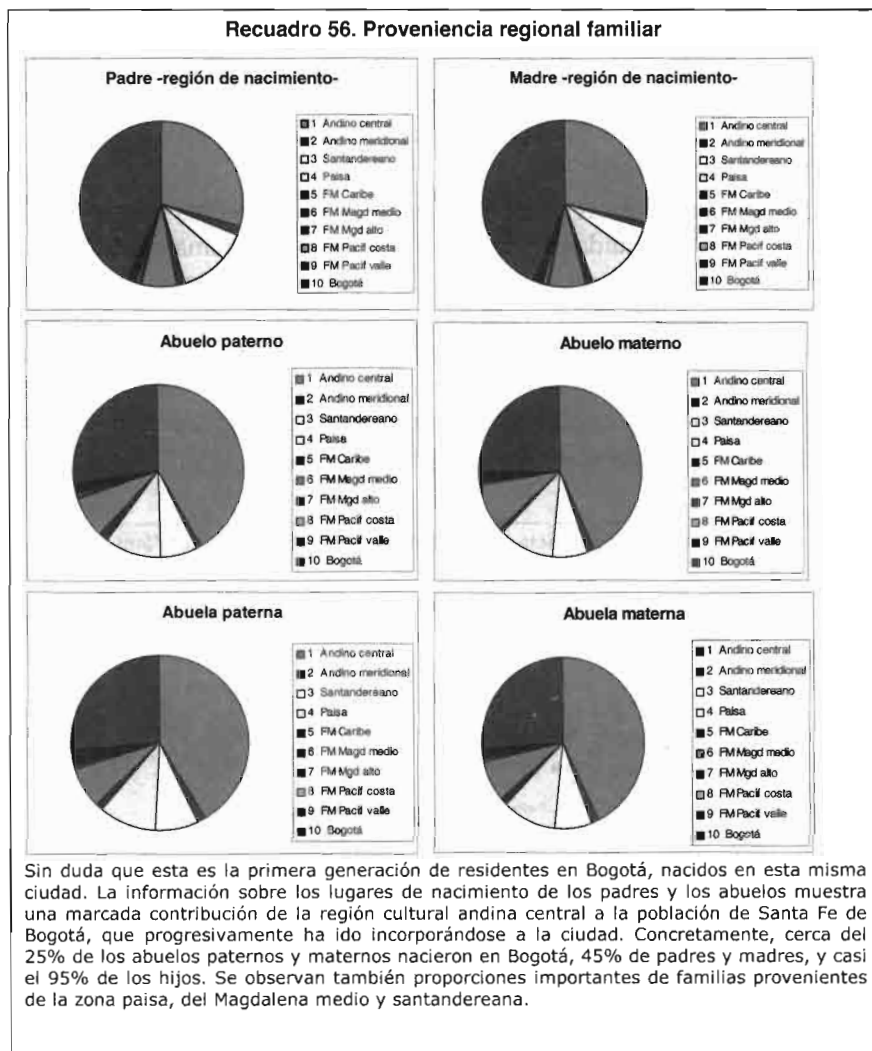 Recuadro 56. Proveniencia regional familiar
Padre -región de nacimiento-
1 Andino central
2 Andino meridional
3 Santandereano
4 Paisa
5 FM Caribe
6 FM Magd medio
7 FM Mgd alto
8 FM Pacif costa
9 FM Pacif valle
10 Bogotá
Madre -región de nacimiento-
1 Andino central
2 Andino meridional
3 Santandereano
4 Paisa
5 FM Caribe
6 FM Magd medio
7 FM Mgd alto
8 FM Pacif costa
9 FM Pacif valle
10 Bogotá
Abuelo paterno
1 Andino central
2 Andino meridional
3 Santandereano
4 Paisa
5 FM Caribe
6 FM Magd medio
7 FM Mgd alto
8 FM Pacif costa
9 FM Pacif valle
10 Bogotá
Abuelo materno
1 Andino central
2 Andino meridional
3 Santandereano
4 Paisa
5 FM Caribe
6 FM Magd medio
7 FM Mgd alto
8 FM Pacif costa
9 FM Pacif valle
10 Bogotá
Abuela paterna
1 Andino central
2 Andino meridional
3 Santandereano
4 Paisa
5 FM Caribe
6 FM Magd medio
7 FM Mgd alto
8 FM Pacif costa
9 FM Pacif valle
10 Bogotá
Abuela materna
1 Andino central
2 Andino meridional
3 Santandereano
4 Paisa
5 FM Caribe
6 FM Magd medio
7 FM Mgd alto
8 FM Pacif costa
9 FM Pacif valle
10 Bogotá
Sin duda que esta es la primera generación de residentes en Bogotá, nacidos en esta misma
ciudad. La información sobre los lugares de nacimiento de los padres y los abuelos muestra
una marcada contribución de la región cultural andina central a la población de Santa Fe de
Bogotá, que progresivamente ha ido incorporándose a la ciudad. Concretamente, cerca del
25% de los abuelos paternos y maternos nacieron en Bogotá, 45% de padres y madres, y casi
el 95% de los hijos. Se observan también proporciones importantes de familias provenientes
de la zona paisa, del Magdalena medio y santandereana.